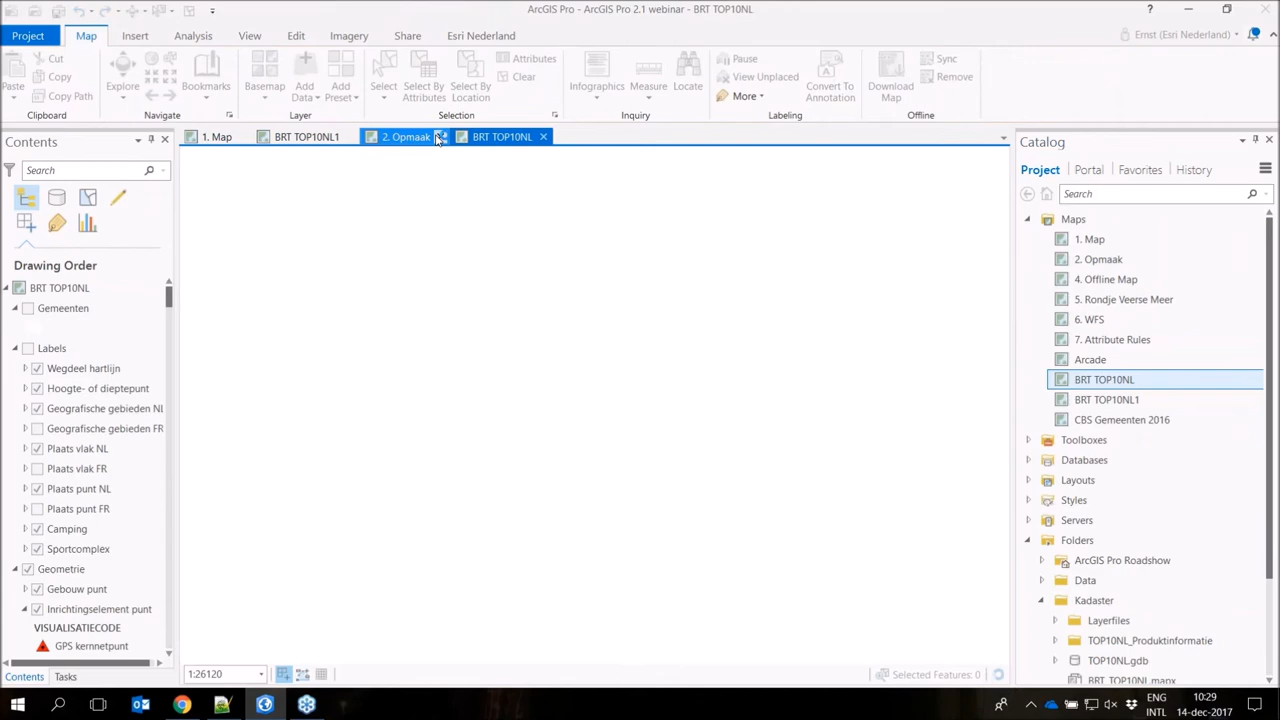 ArcGIS Pro - ArcGIS Pro 2.1 webinar - BRT TOP10NL
?
Project Map Insert Analysis View Edit Imagery Share Esri Nederland
Ernst (Esri Nederland)
Paste
Cut
Copy
Copy Path
Clipboard
Explore
Bookmarks
Navigate
Basemap
Add Data
Add Preset
Layer
Select
Select By Attributes
Select By Location
Attributes
Clear
Selection
Infographics
Measure
Locate
Inquiry
Pause
View Unplaced
More
Convert To Annotation
Labeling
Download Map
Sync
Remove
Offline
1. Map
BRT TOP10NL1
2. Opmaak
BRT TOP10NL
Contents
Search
Drawing Order
BRT TOP10NL
Gemeenten
Labels
Wegdeel hartlijn
Hoogte- of dieptepunt
Geografische gebieden NL
Geografische gebieden FR
Plaats vlak NL
Plaats vlak FR
Plaats punt NL
Plaats punt FR
Camping
Sportcomplex
Geometrie
Gebouw punt
Inrichtingselement punt
VISUALISATIECODE
GPS kernnetpunt
Contents Tasks
1:26120
Selected Features: 0
Catalog
Project Portal Favorites History
Search
Maps
1. Map
2. Opmaak
4. Offline Map
5. Rondje Veerse Meer
6. WFS
7. Attribute Rules
Arcade
BRT TOP10NL
BRT TOP10NL1
CBS Gemeenten 2016
Toolboxes
Databases
Layouts
Styles
Servers
Folders
ArcGIS Pro Roadshow
Data
Kadaster
Layerfiles
TOP10NL_Produktinformatie
TOP10NL.gdb
BRT_TOP10NL.mapx
ENG
INTL
10:29
14-dec-2017